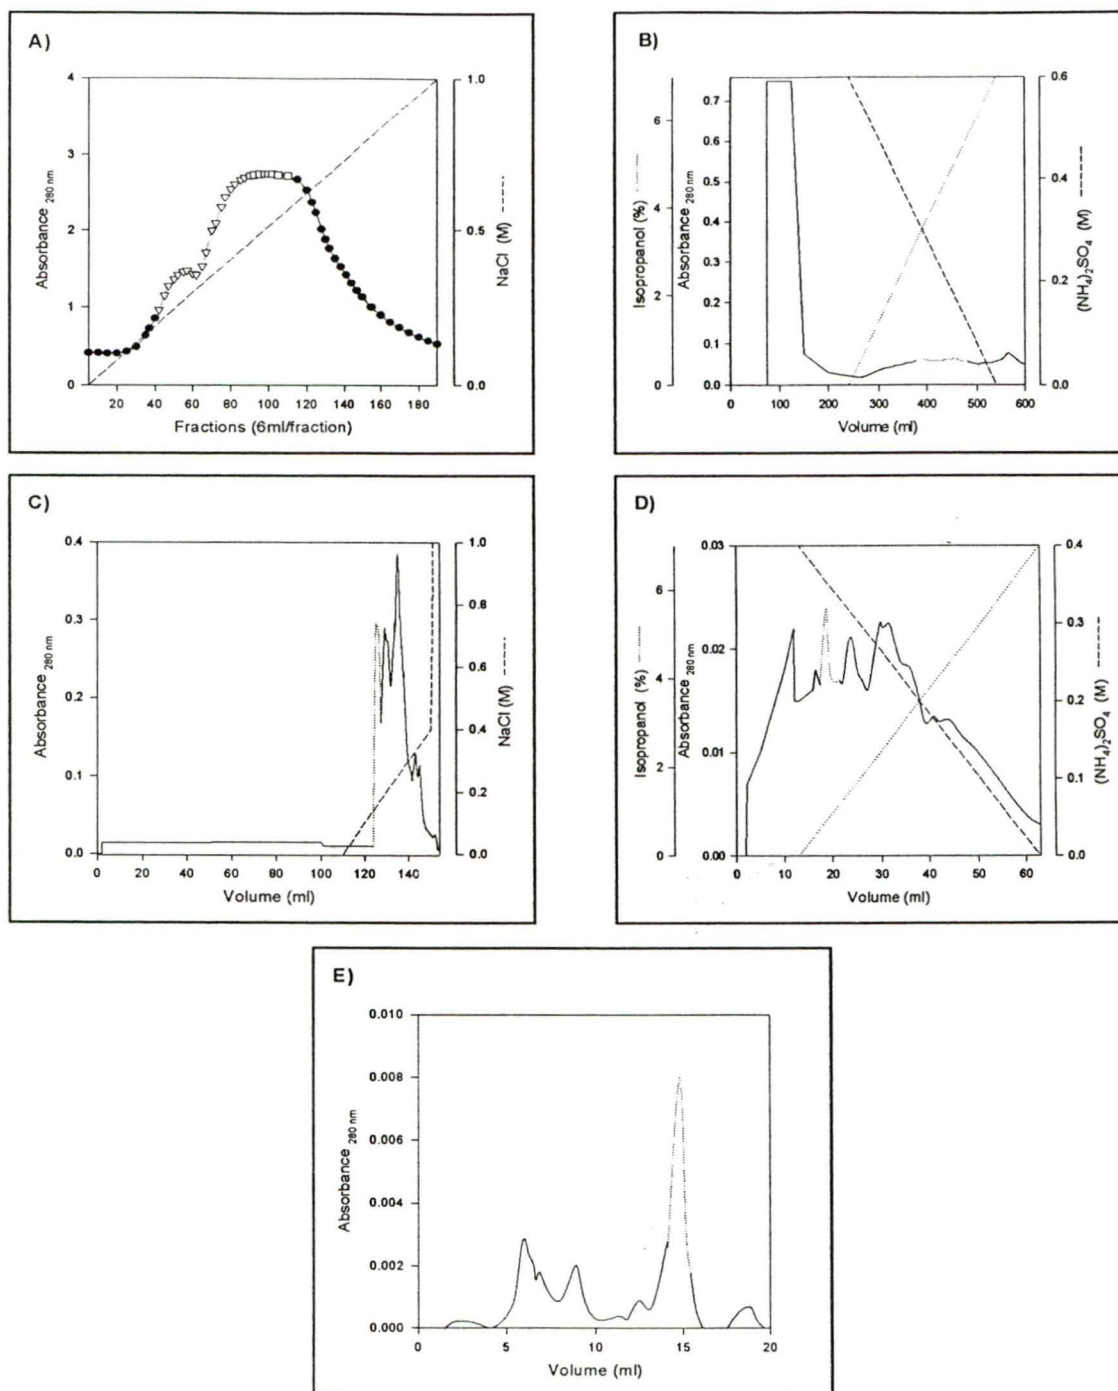 A)
4
3
2
1
0
Absorbance 280 nm
1.0
0.5
0.0
NaCl (M)
20 40 60 80 100 120 140 160 180
Fractions (6ml/fraction)
B)
6
4
2
0
Isopropanol (%)
0.7
0.6
0.5
0.4
0.3
0.2
0.1
0.0
Absorbance 280 nm
0.6
0.4
0.2
0.0
(NH4)2SO4 (M)
0 100 200 300 400 500 600
Volume (ml)
C)
0.4
0.3
0.2
0.1
0.0
Absorbance 280 nm
1.0
0.8
0.6
0.4
0.2
0.0
NaCl (M)
0 20 40 60 80 100 120 140
Volume (ml)
D)
6
4
2
0
Isopropanol (%)
0.03
0.02
0.01
0.00
Absorbance 280 nm
0.4
0.3
0.2
0.1
0.0
(NH4)2SO4 (M)
0 10 20 30 40 50 60
Volume (ml)
E)
0.010
0.008
0.006
0.004
0.002
0.000
Absorbance 280 nm
0 5 10 15 20
Volume (ml)